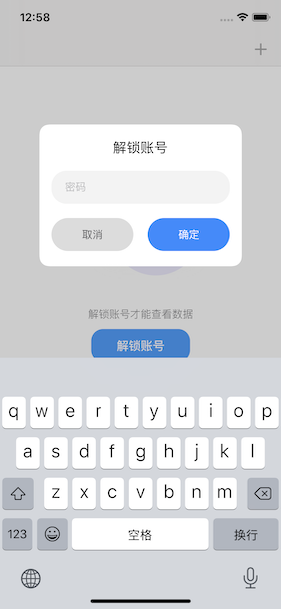 12:58
解锁账号
密码
取消
确定
解锁账号才能查看数据
解锁账号
q w e r t y u i o p
a s d f g h j k l
z x c v b n m
123 空格 换行